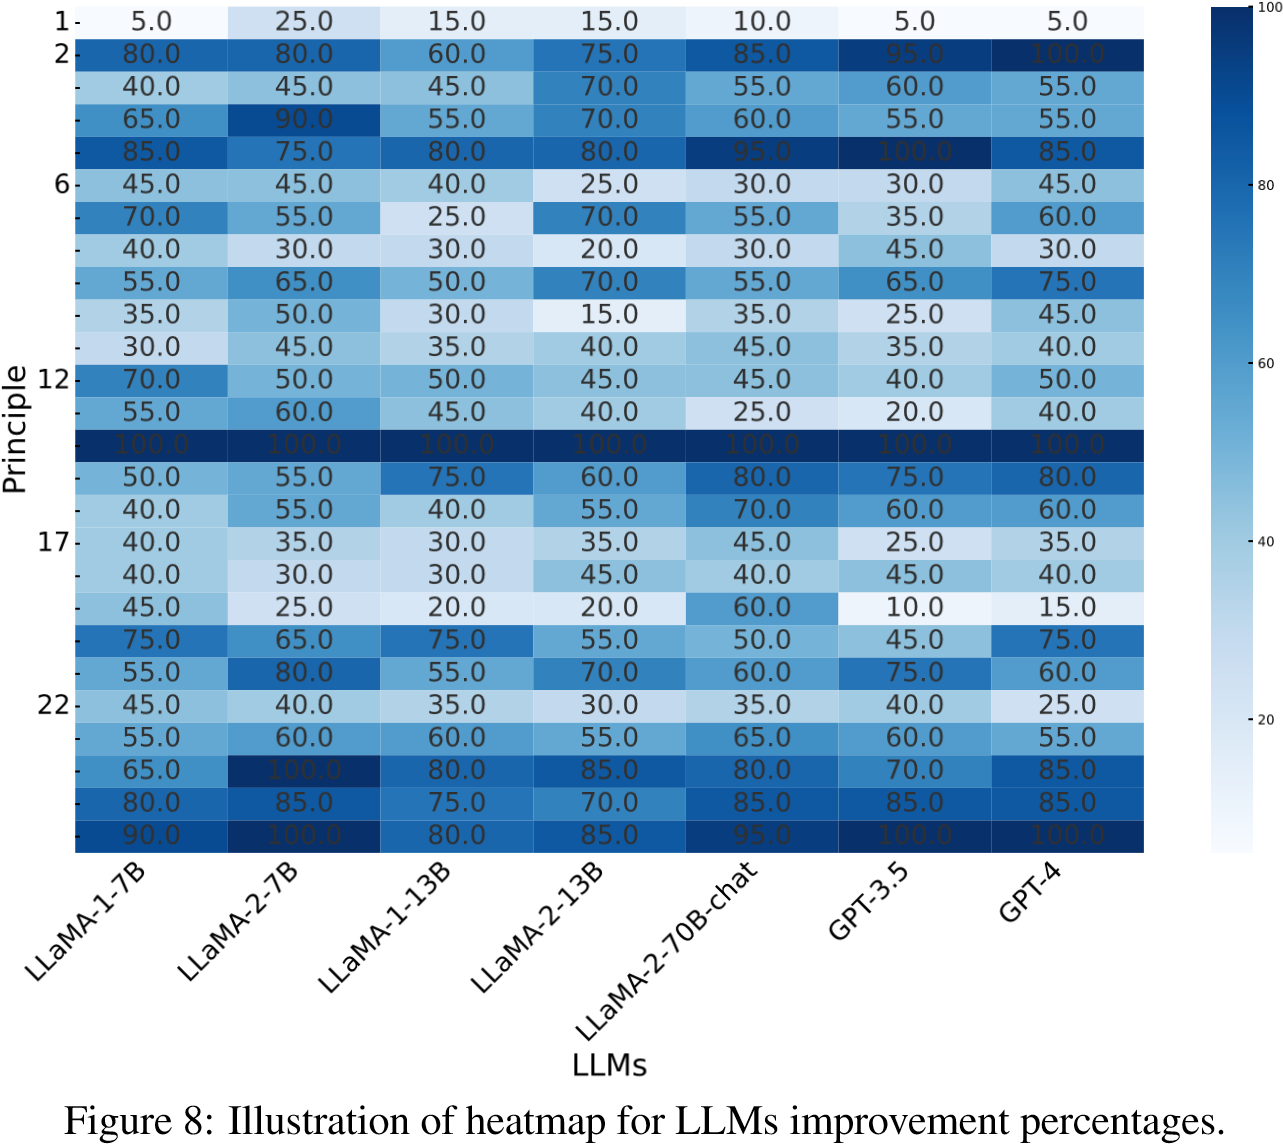 1 5.0 25.0 15.0 15.0 10.0 5.0 5.0 100
2 80.0 80.0 60.0 75.0 85.0 95.0 100.0
40.0 45.0 45.0 70.0 55.0 60.0 55.0
65.0 90.0 55.0 70.0 60.0 55.0 55.0
85.0 75.0 80.0 80.0 95.0 100.0 85.0
6 45.0 45.0 40.0 25.0 30.0 30.0 45.0 80
70.0 55.0 25.0 70.0 55.0 35.0 60.0
40.0 30.0 30.0 20.0 30.0 45.0 30.0
55.0 65.0 50.0 70.0 55.0 65.0 75.0
35.0 50.0 30.0 15.0 35.0 25.0 45.0
30.0 45.0 35.0 40.0 45.0 35.0 40.0 60
12 70.0 50.0 50.0 45.0 45.0 40.0 50.0
55.0 60.0 45.0 40.0 25.0 20.0 40.0
Principle
100.0 100.0 100.0 100.0 100.0 100.0 100.0
50.0 55.0 75.0 60.0 80.0 75.0 80.0
40.0 55.0 40.0 55.0 70.0 60.0 60.0
17 40.0 35.0 30.0 35.0 45.0 25.0 35.0 40
40.0 30.0 30.0 45.0 40.0 45.0 40.0
45.0 25.0 20.0 20.0 60.0 10.0 15.0
75.0 65.0 75.0 55.0 50.0 45.0 75.0
55.0 80.0 55.0 70.0 60.0 75.0 60.0
22 45.0 40.0 35.0 30.0 35.0 40.0 25.0 20
55.0 60.0 60.0 55.0 65.0 60.0 55.0
65.0 100.0 80.0 85.0 80.0 70.0 85.0
80.0 85.0 75.0 70.0 85.0 85.0 85.0
90.0 100.0 80.0 85.0 95.0 100.0 100.0
LLaMA-1-7B LLaMA-2-7B LLaMA-1-13B LLaMA-2-13B LLaMA-2-70B-chat GPT-3.5 GPT-4
LLMs
Figure 8: Illustration of heatmap for LLMs improvement percentages.